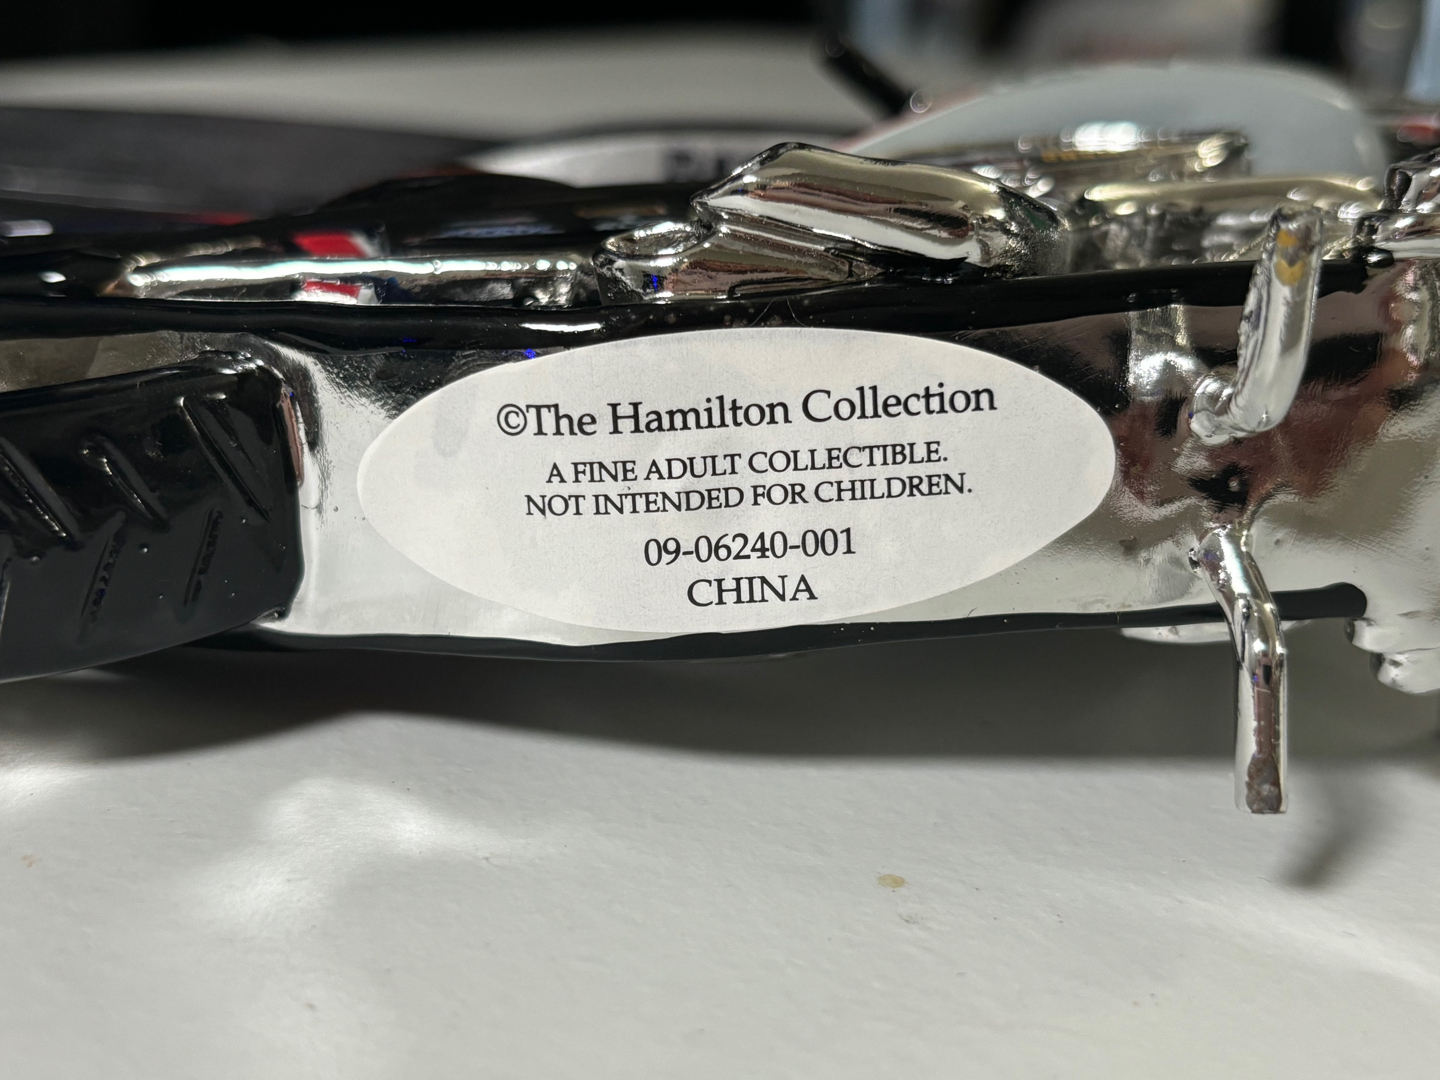 ©The Hamilton Collection
A FINE ADULT COLLECTIBLE.
NOT INTENDED FOR CHILDREN.
09-06240-001
CHINA